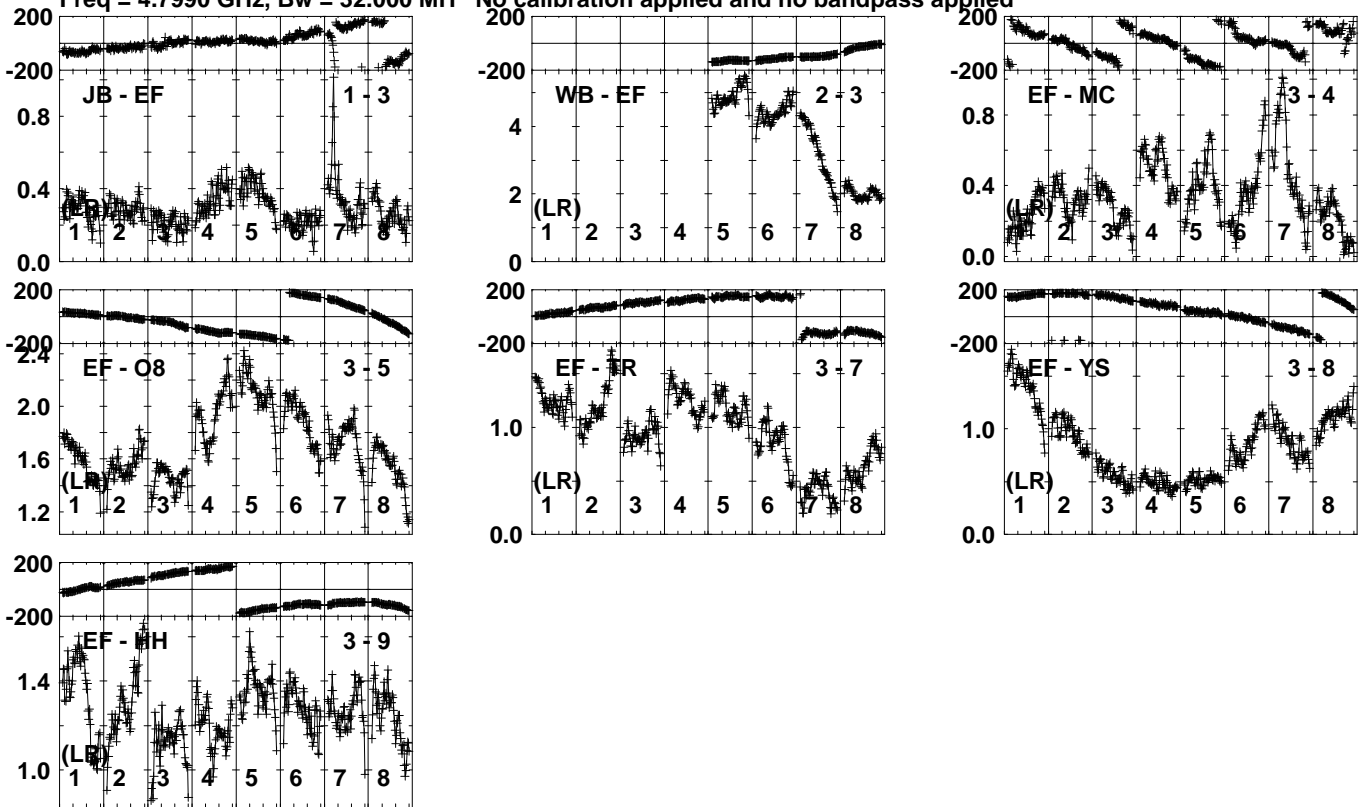 Freq = 4.7990 GHz, Bw = 32.000 MH No calibration applied and no bandpass applied
200
-200
JB - EF 1 - 3
0.8
0.4
0.0
(LR)
1 2 3 4 5 6 7 8
200
-200
WB - EF 2 - 3
4
2
0
(LR)
1 2 3 4 5 6 7 8
200
-200
EF - MC 3 - 4
0.8
0.4
0.0
(LR)
1 2 3 4 5 6 7 8
200
-200
EF - O8 3 - 5
2.4
2.0
1.6
1.2
(LR)
1 2 3 4 5 6 7 8
200
-200
EF - TR 3 - 7
1.0
0.0
(LR)
1 2 3 4 5 6 7 8
200
-200
EF - YS 3 - 8
1.0
0.0
(LR)
1 2 3 4 5 6 7 8
200
-200
EF - HH 3 - 9
1.4
1.0
(LR)
1 2 3 4 5 6 7 8